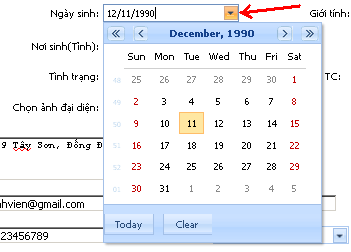 Ngày sinh: 12/11/1990 Giới tính:
Nơi sinh(Tỉnh):
Tình trạng: TC:
Chọn ảnh đại diện:
« < December, 1990 > »
Sun Mon Tue Wed Thu Fri Sat
48 25 26 27 28 29 30 1
49 2 3 4 5 6 7 8
50 9 10 11 12 13 14 15
51 16 17 18 19 20 21 22
52 23 24 25 26 27 28 29
01 30 31 1 2 3 4 5
9 Tây Sơn, Đống Đ
hvien@gmail.com
Today Clear
23456789